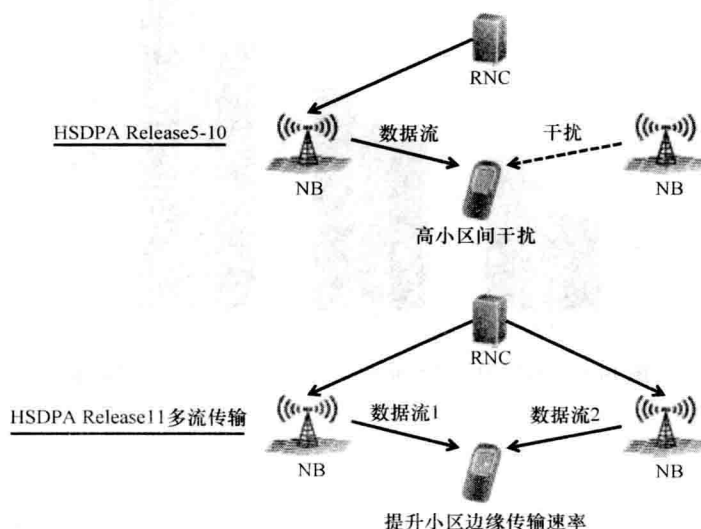 RNC
HSDPA Release5-10
数据流
干扰
NB
NB
高小区间干扰
RNC
HSDPA Release11多流传输
数据流1
数据流2
NB
NB
提升小区边缘传输速率